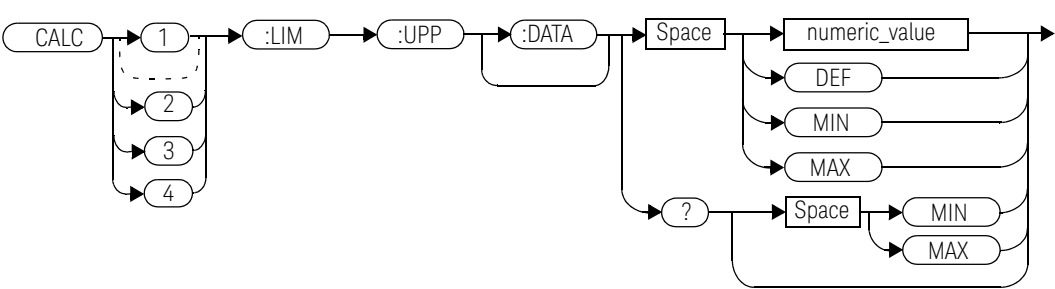 CALC 1 :LIM :UPP :DATA Space numeric_value
DEF
2 MIN
3 MAX
4
? Space MIN
MAX